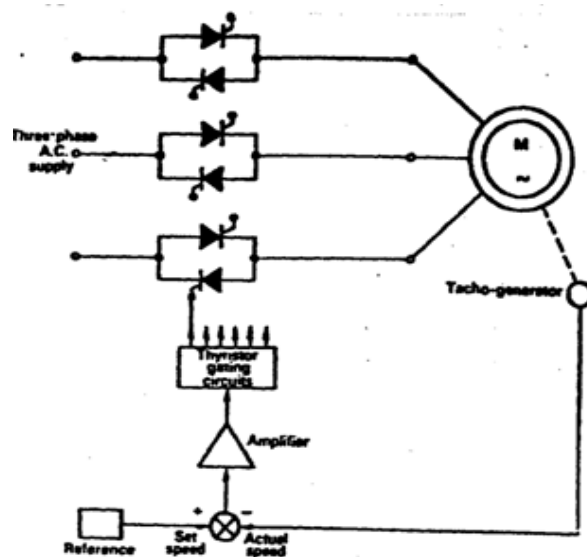 Three-phase
A.C.
supply
M
~
Tacho-generator
Thyristor
gating
circuits
Amplifier
+
−
Set
speed
Actual
speed
Reference